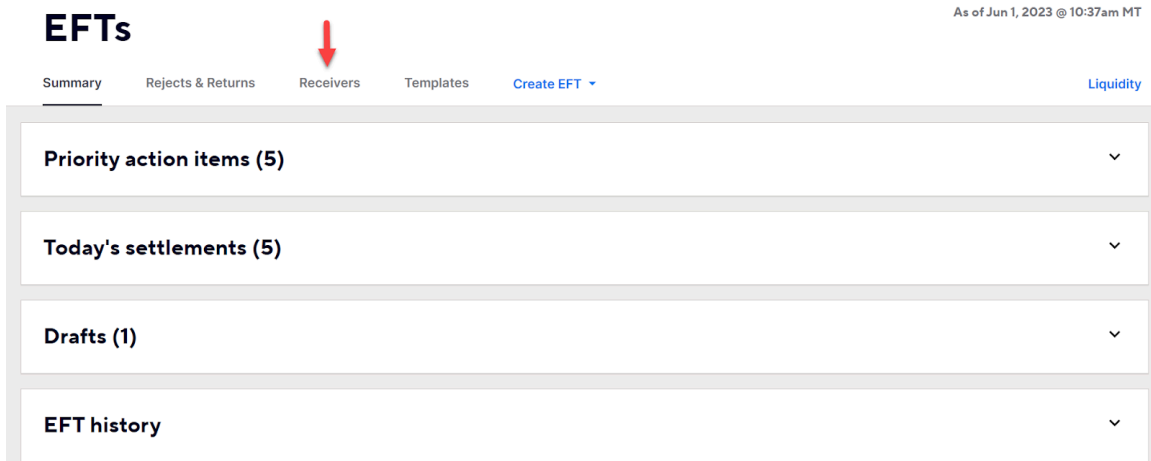 As of Jun 1, 2023 @ 10:37am MT
EFTs
Summary Rejects & Returns Receivers Templates Create EFT Liquidity
Priority action items (5)
Today's settlements (5)
Drafts (1)
EFT history